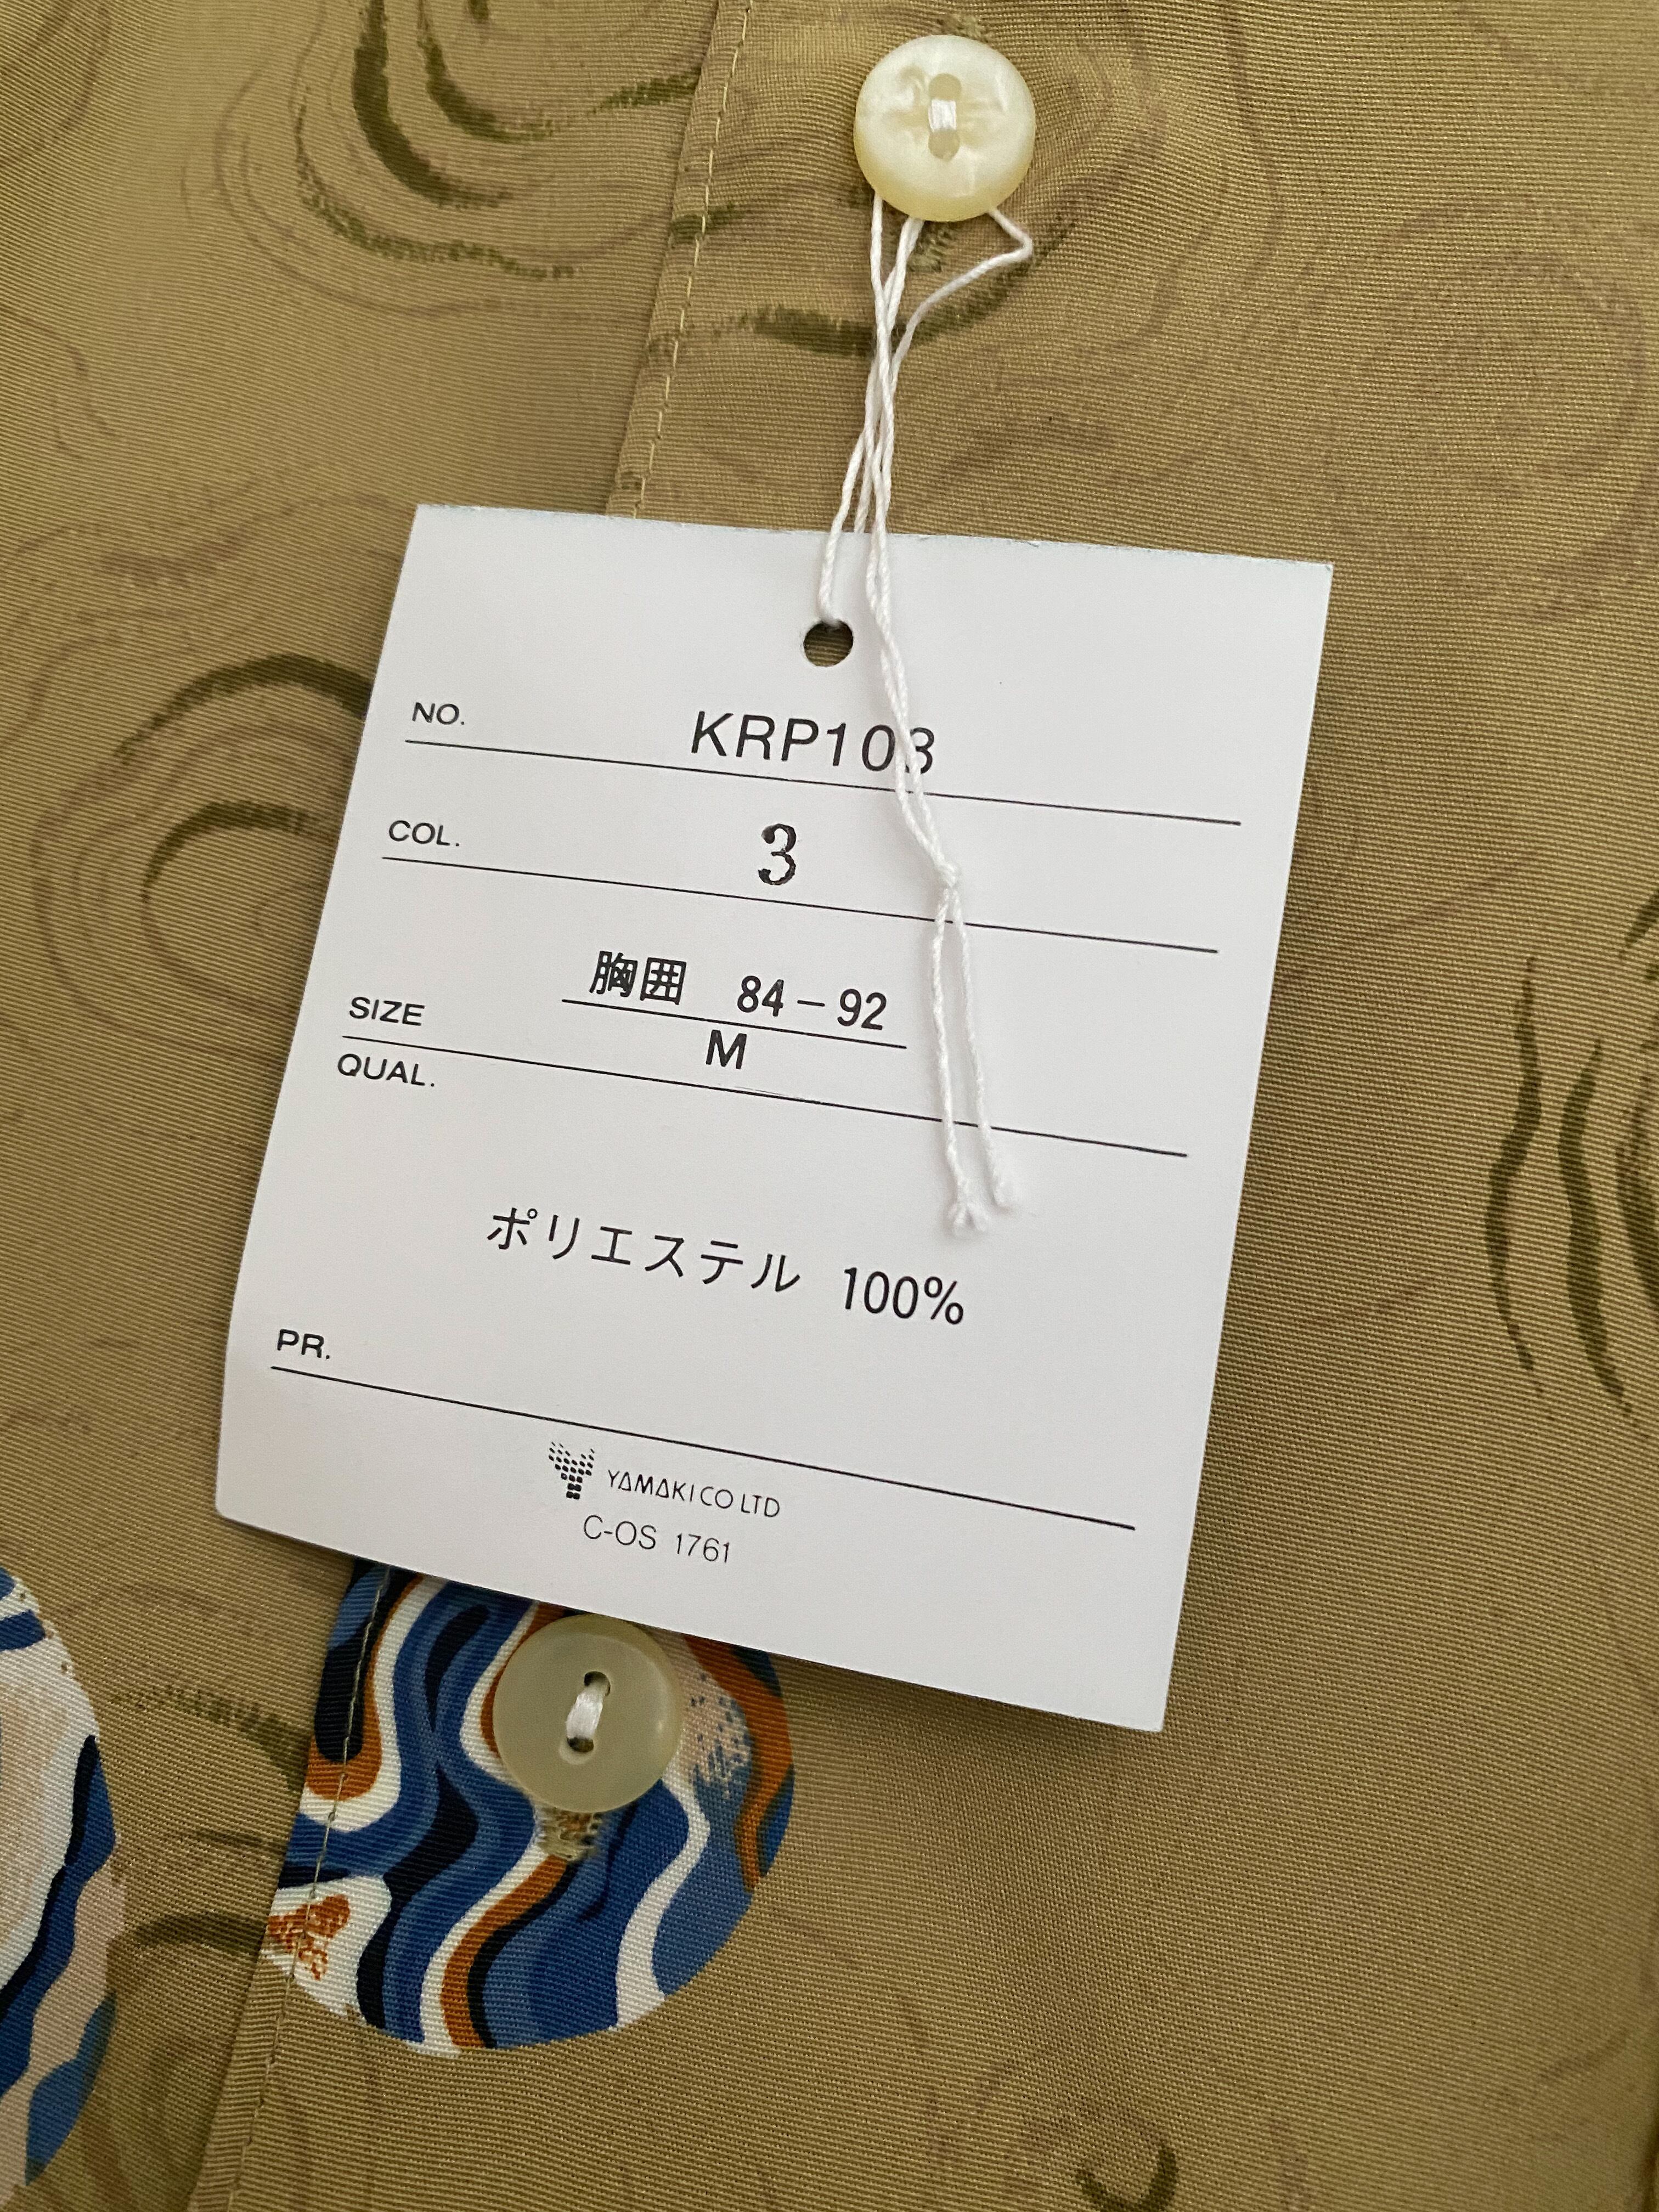 NO. KRP103
COL. 3
胸囲 84－92
SIZE M
QUAL.
ポリエステル 100%
PR.
YAMAKI CO LTD
C-OS 1761